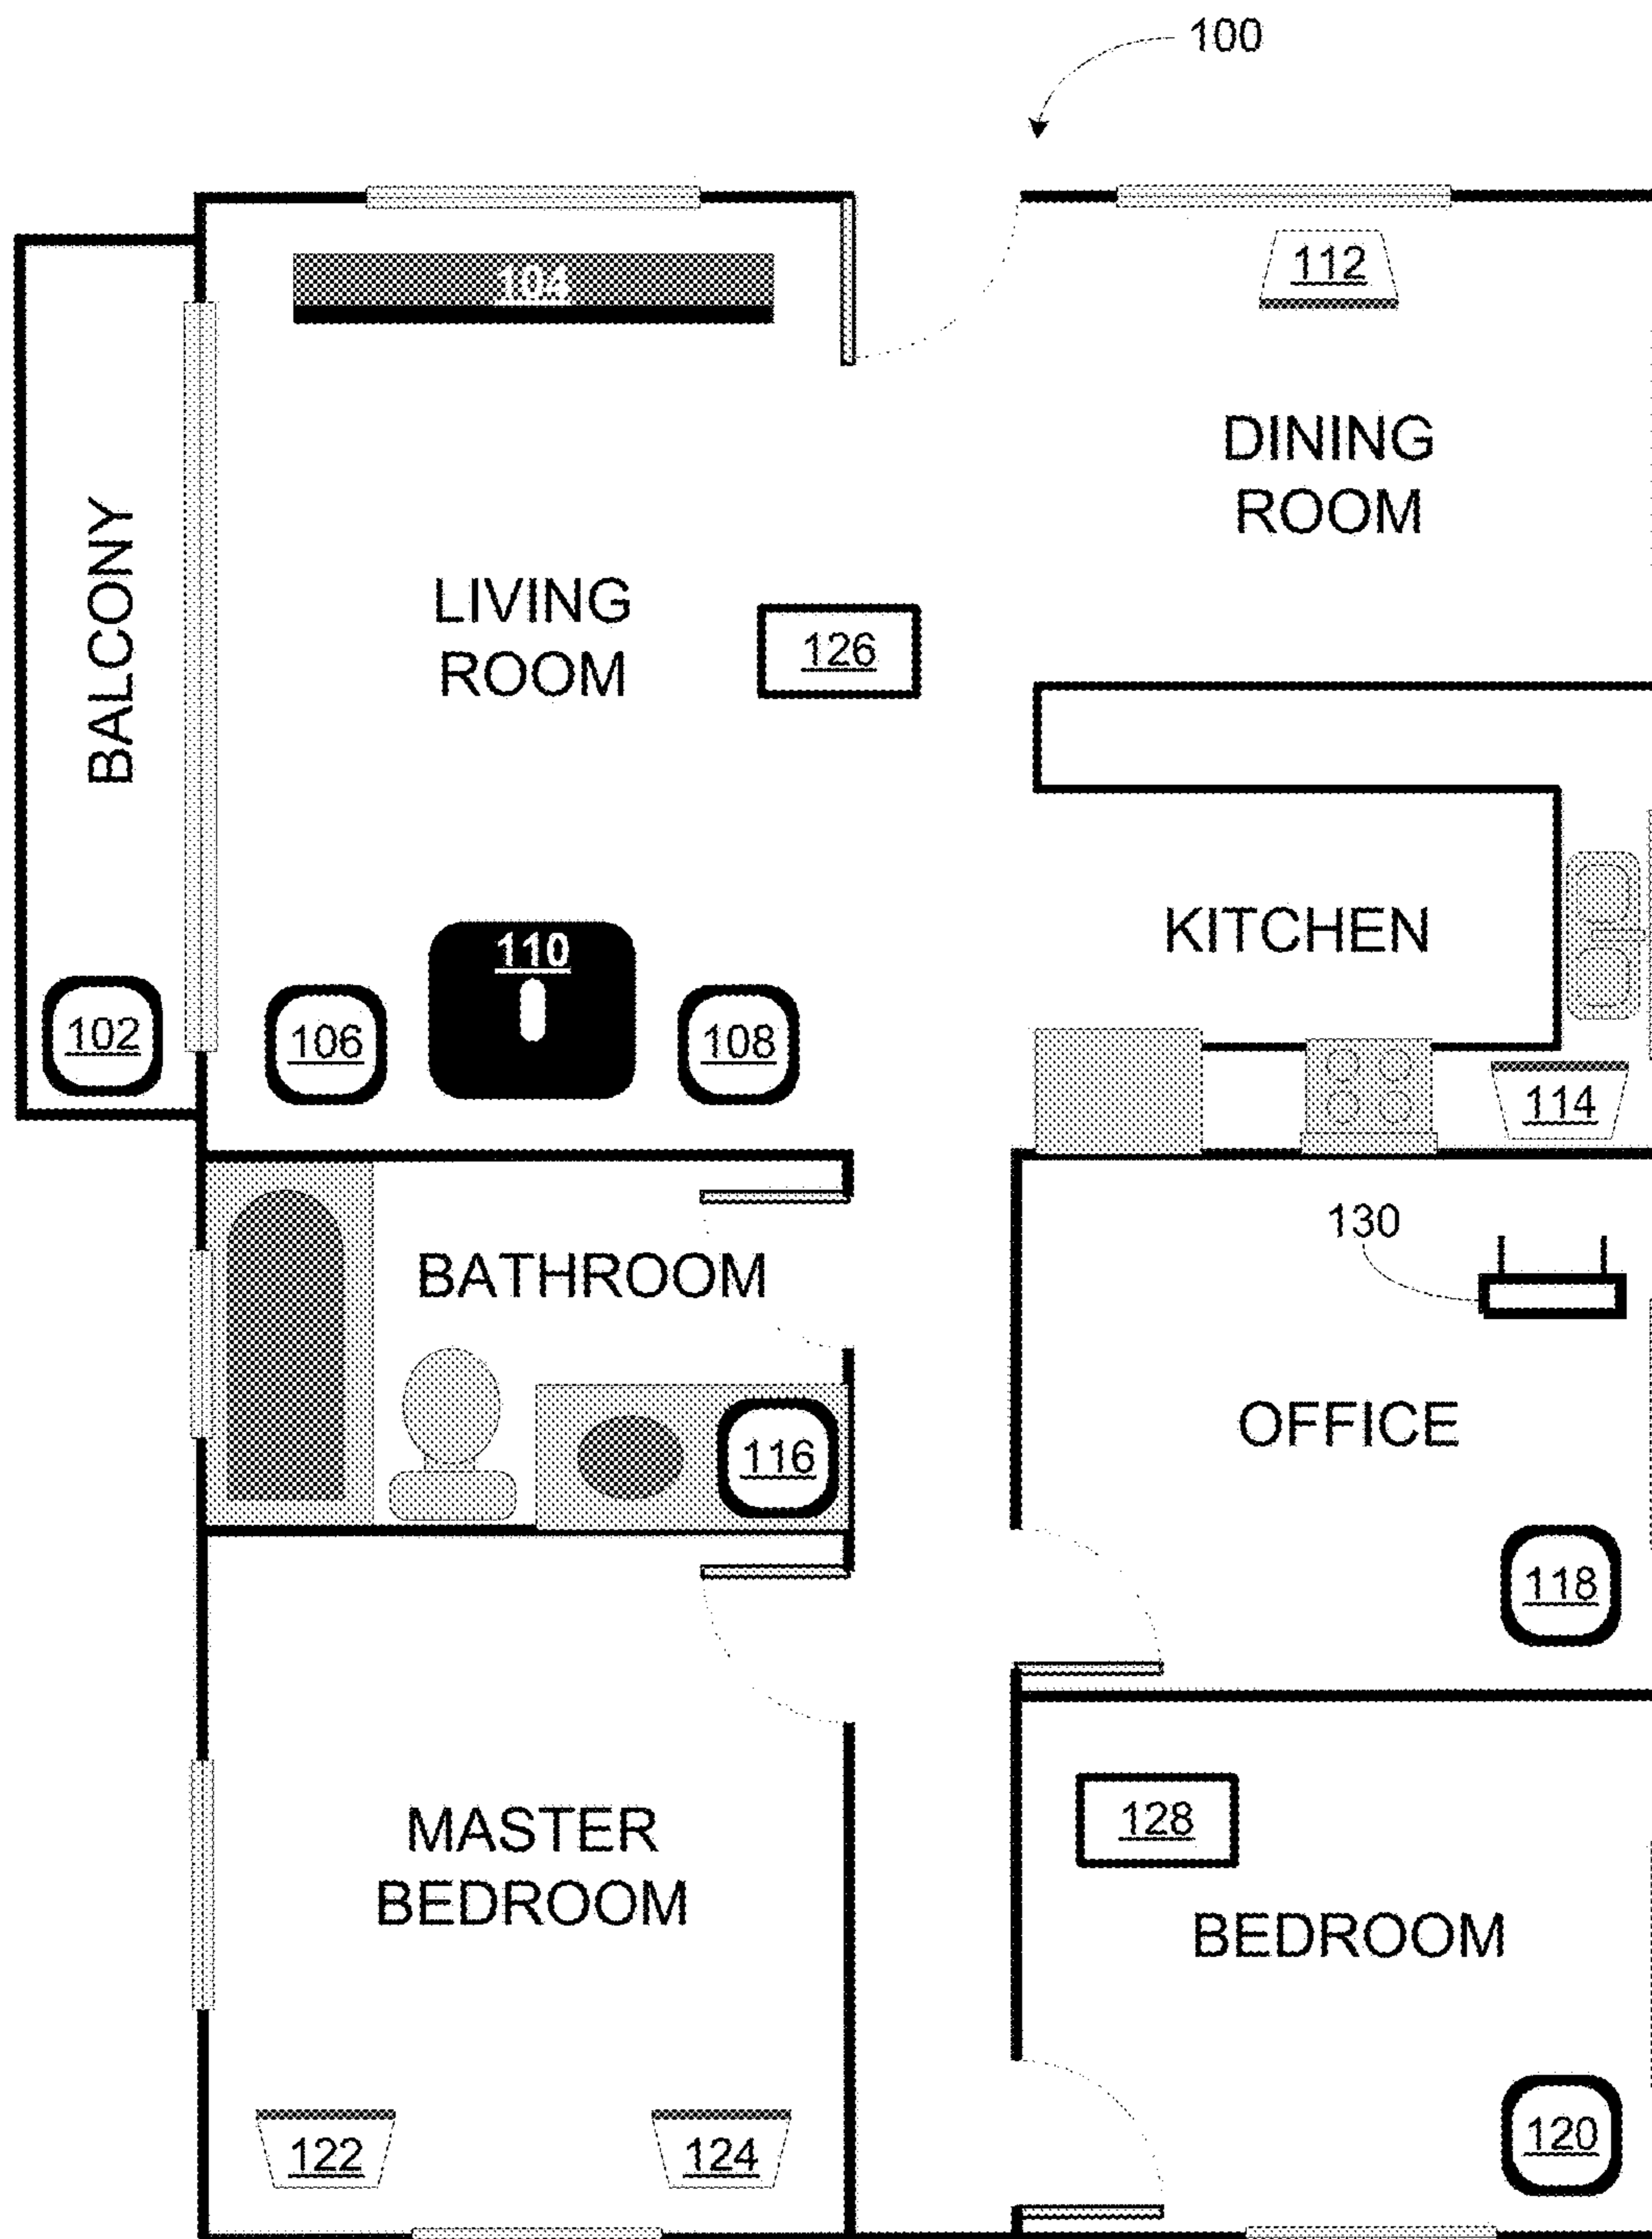 100
104
112
DINING
ROOM
BALCONY
LIVING
ROOM
126
110
KITCHEN
102
106
108
114
130
BATHROOM
OFFICE
116
118
128
MASTER
BEDROOM
BEDROOM
122
124
120